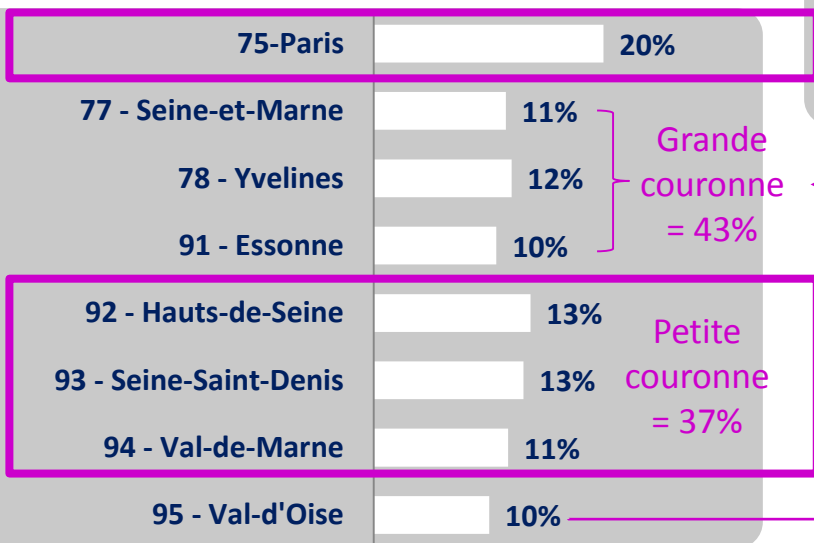 75-Paris 20%
77 - Seine-et-Marne 11%
78 - Yvelines 12%
91 - Essonne 10%
Grande
couronne
= 43%
92 - Hauts-de-Seine 13%
93 - Seine-Saint-Denis 13%
94 - Val-de-Marne 11%
Petite
couronne
= 37%
95 - Val-d'Oise 10%